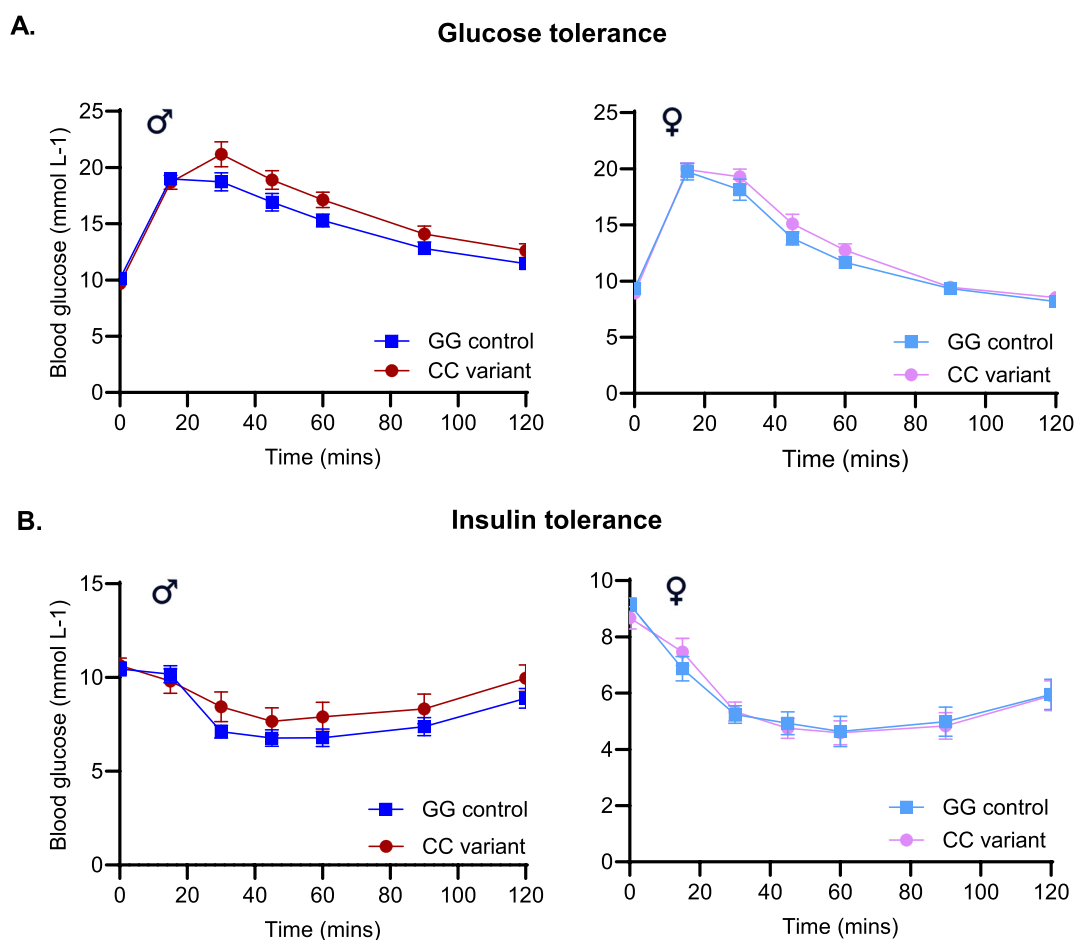 A.
Glucose tolerance
♂
♀
Blood glucose (mmol L-1)
25
20
15
10
5
0
0 20 40 60 80 100 120
Time (mins)
GG control
CC variant
25
20
15
10
5
0
0 20 40 60 80 100 120
Time (mins)
GG control
CC variant
B.
Insulin tolerance
♂
♀
Blood glucose (mmol L-1)
15
10
5
0
0 20 40 60 80 100 120
Time (mins)
GG control
CC variant
10
8
6
4
2
0
0 20 40 60 80 100 120
Time (mins)
GG control
CC variant